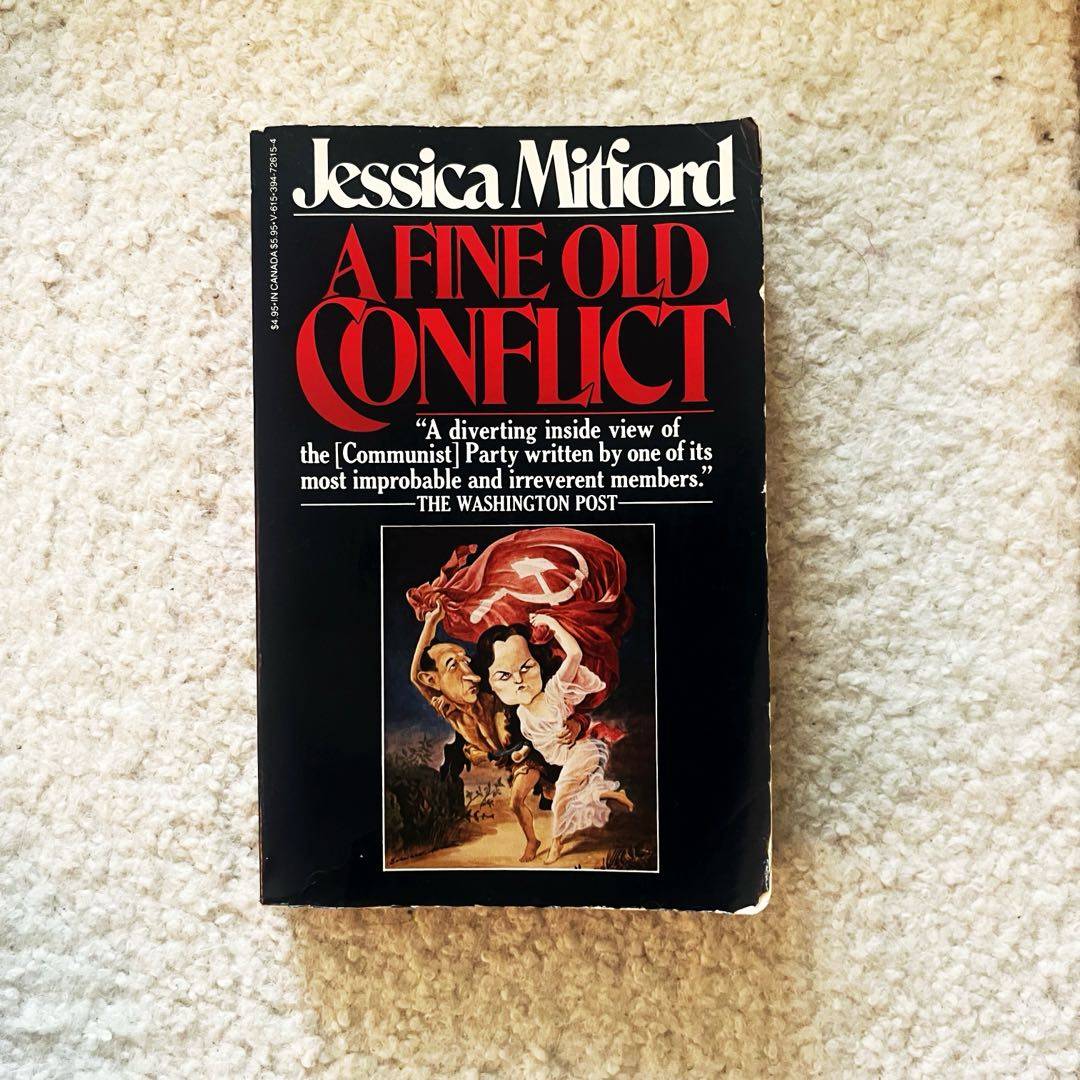 $4.95•IN CANADA $5.95•V-615•394-72615-4
Jessica Mitford
A FINE OLD
CONFLICT
“A diverting inside view of
the [Communist] Party written by one of its
most improbable and irreverent members.”
THE WASHINGTON POST